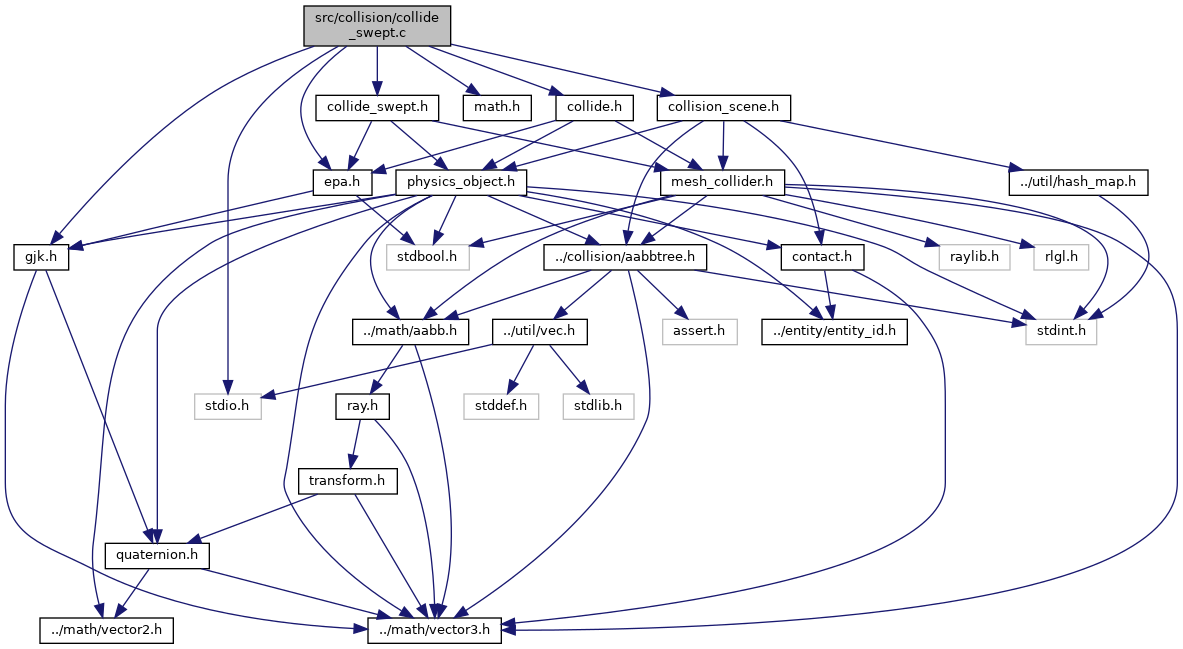 src/collision/collide
_swept.c
collide_swept.h
math.h
collide.h
collision_scene.h
epa.h
physics_object.h
mesh_collider.h
../util/hash_map.h
gjk.h
stdbool.h
../collision/aabbtree.h
contact.h
raylib.h
rlgl.h
../math/aabb.h
../util/vec.h
assert.h
../entity/entity_id.h
stdint.h
stdio.h
ray.h
stddef.h
stdlib.h
transform.h
quaternion.h
../math/vector2.h
../math/vector3.h